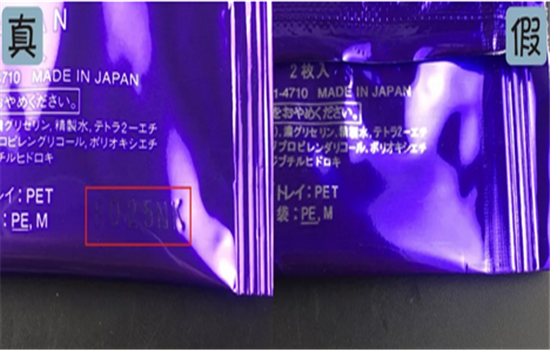 真
AN
4710 MADE IN JAPAN
おやめください。
濃グリセリン, 精製水, テトラ2-エチ
プロピレングリコール, ポリオキシエチ
チルヒドロキ
レイ:PET
:PE, M
假
2枚入
1-4710 MADE IN JAPAN
をおやめください。
濃グリセリン, 精製水, テトラ2-エチ
プロピレングリコール, ポリオキシエチ
ブチルヒドロキ
トレイ:PET
袋:PE, M